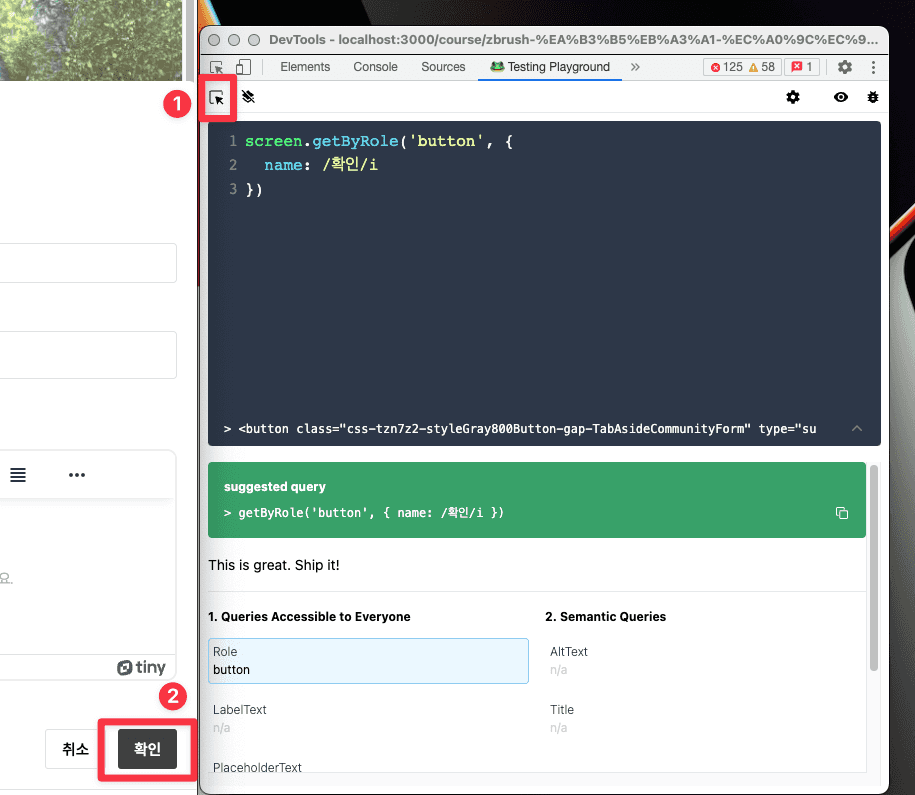 DevTools - localhost:3000/course/zbrush-%EA%B3%B5%EB%A3%A1-%EC%A0%9C%EC%9...
Elements Console Sources 🐸 Testing Playground » 125 58 1
1
1 screen.getByRole('button', {
2 name: /확인/i
3 })
> <button class="css-tzn7z2-styleGray800Button-gap-TabAsideCommunityForm" type="su
suggested query
> getByRole('button', { name: /확인/i })
This is great. Ship it!
1. Queries Accessible to Everyone
2. Semantic Queries
Role
button
AltText
n/a
LabelText
n/a
Title
n/a
PlaceholderText
요.
tiny
2
취소
확인